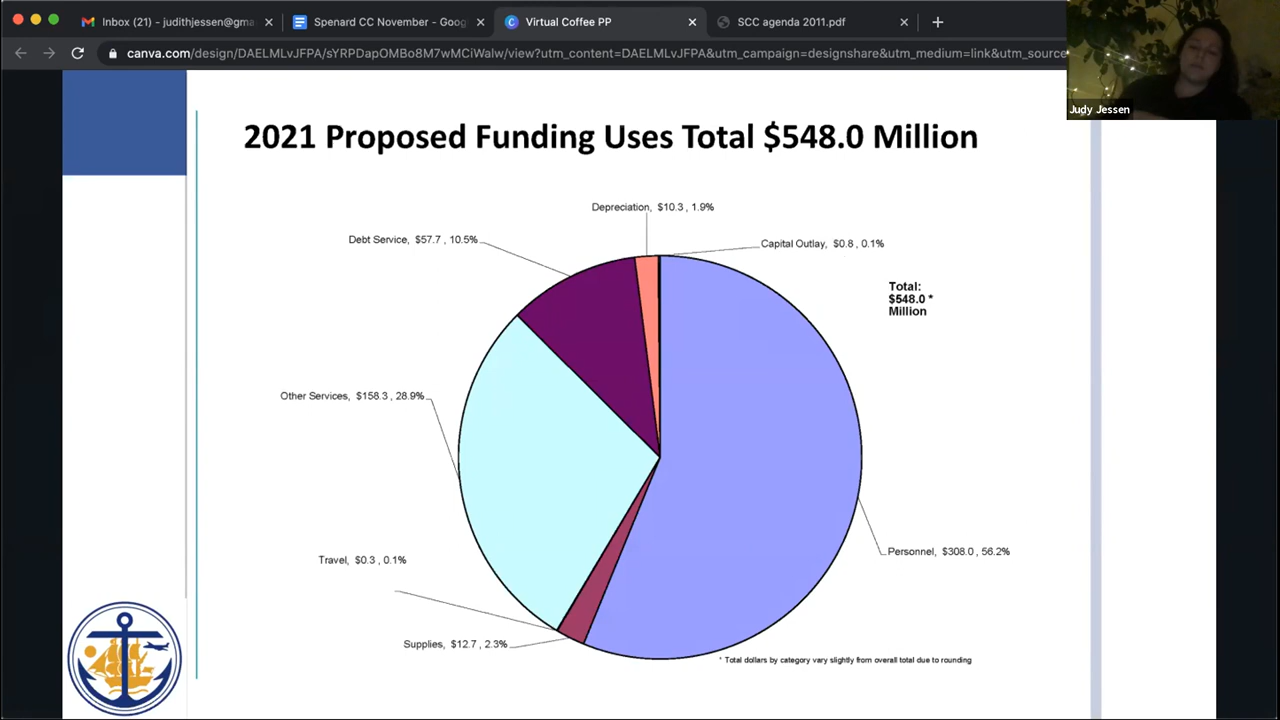 Inbox (21) - judithjessen@gma
Spenard CC November - Goog
Virtual Coffee PP
SCC agenda 2011.pdf
canva.com/design/DAELMLvJFPA/sYRPDapOMBo8M7wMCiWalw/view?utm_content=DAELMLvJFPA&utm_campaign=designshare&utm_medium=link&utm_source
Judy Jessen
2021 Proposed Funding Uses Total $548.0 Million
Depreciation, $10.3 , 1.9%
Debt Service, $57.7 , 10.5%
Capital Outlay, $0.8 , 0.1%
Total:
$548.0 *
Million
Other Services, $158.3 , 28.9%
Personnel, $308.0 , 56.2%
Travel, $0.3 , 0.1%
Supplies, $12.7 , 2.3%
* Total dollars by category vary slightly from overall total due to rounding